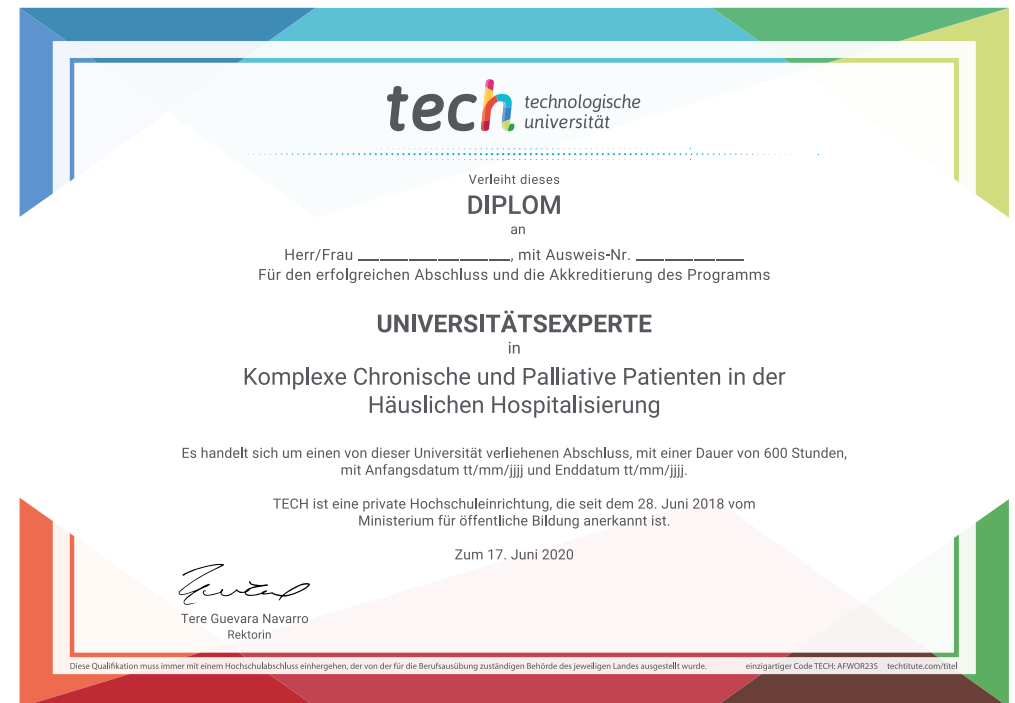 tech technologische
universität
Verleiht dieses
DIPLOM
an
Herr/Frau _______________, mit Ausweis-Nr. ___________
Für den erfolgreichen Abschluss und die Akkreditierung des Programms
UNIVERSITÄTSEXPERTE
in
Komplexe Chronische und Palliative Patienten in der
Häuslichen Hospitalisierung
Es handelt sich um einen von dieser Universität verliehenen Abschluss, mit einer Dauer von 600 Stunden,
mit Anfangsdatum tt/mm/jjjj und Enddatum tt/mm/jjjj.
TECH ist eine private Hochschuleinrichtung, die seit dem 28. Juni 2018 vom
Ministerium für öffentliche Bildung anerkannt ist.
Zum 17. Juni 2020
Tere Guevara Navarro
Rektorin
Diese Qualifikation muss immer mit einem Hochschulabschluss einhergehen, der von der für die Berufsausübung zuständigen Behörde des jeweiligen Landes ausgestellt wurde. einzigartiger Code TECH: AFWOR23S techtitute.com/titel